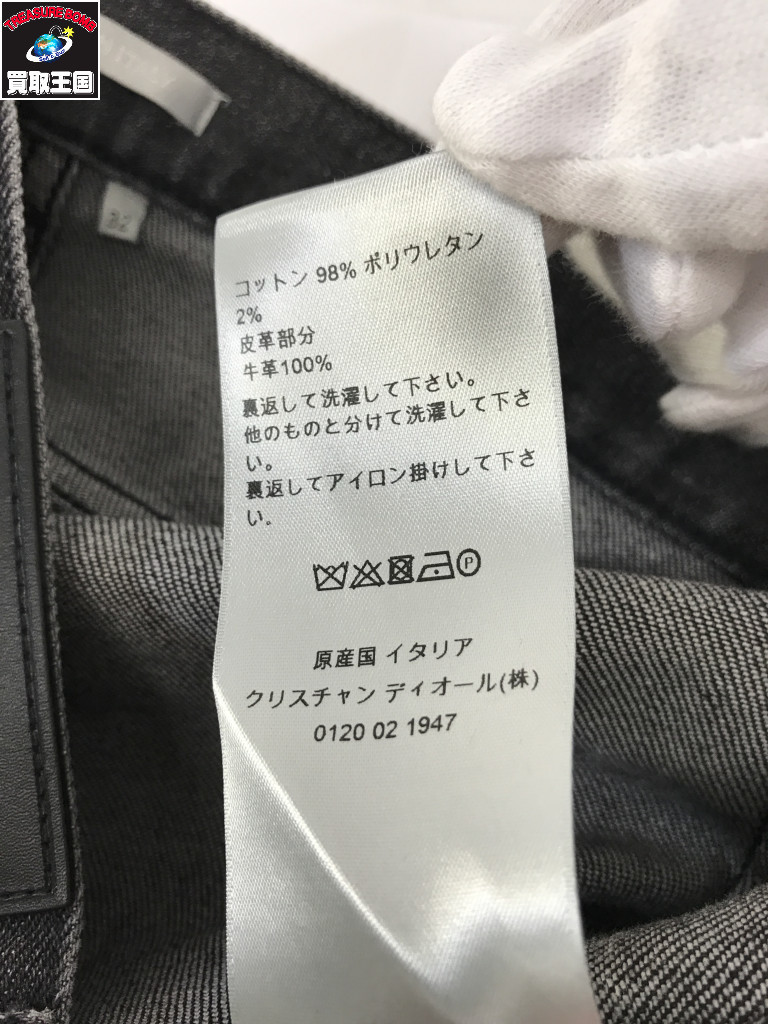 TREASURE BOMB
買取王国
32
コットン 98% ポリウレタン
2%
皮革部分
牛革100%
裏返して洗濯して下さい。
他のものと分けて洗濯して下さ
い。
裏返してアイロン掛けして下さ
い。
P
原産国 イタリア
クリスチャン ディオール(株)
0120 02 1947